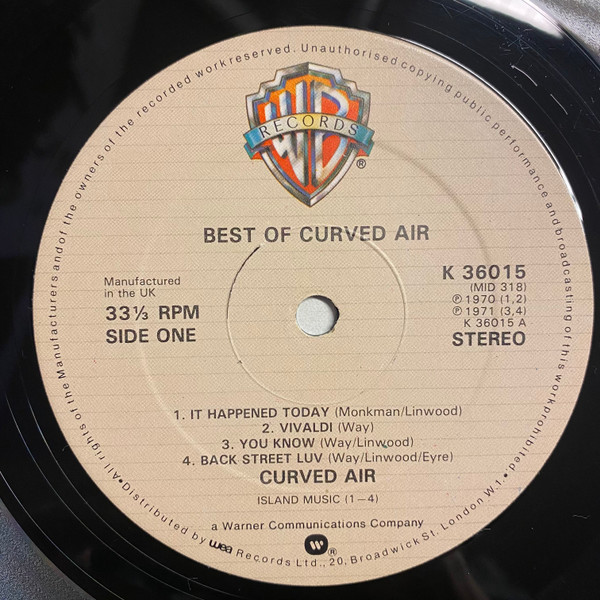 All rights of the Manufacturers and of the owners of the recorded work reserved. Unauthorised copying public performance and broadcasting of this work prohibited.
WB
RECORDS
®
BEST OF CURVED AIR
Manufactured
in the UK
33⅓ RPM
SIDE ONE
K 36015
(MID 318)
℗ 1970 (1,2)
℗ 1971 (3,4)
K 36015 A
STEREO
1. IT HAPPENED TODAY (Monkman/Linwood)
2. VIVALDI (Way)
3. YOU KNOW (Way/Linwood)
4. BACK STREET LUV (Way/Linwood/Eyre)
CURVED AIR
ISLAND MUSIC (1–4)
a Warner Communications Company
W ®
• Distributed by wea Records Ltd., 20, Broadwick St. London W.1. •